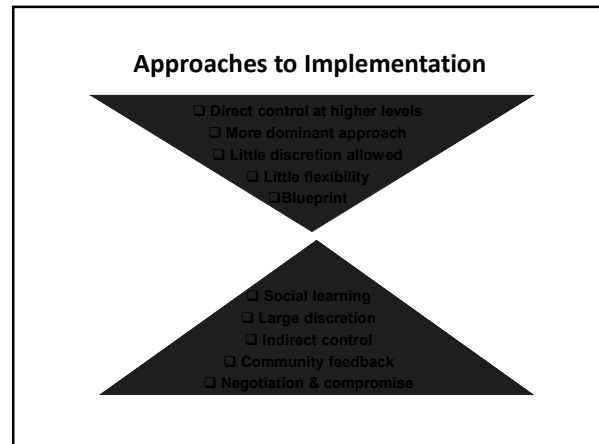 Approaches to Implementation
❑ Direct control at higher levels
❑ More dominant approach
❑ Little discretion allowed
❑ Little flexibility
❑Blueprint
❑ Social learning
❑ Large discretion
❑ Indirect control
❑ Community feedback
❑ Negotiation & compromise